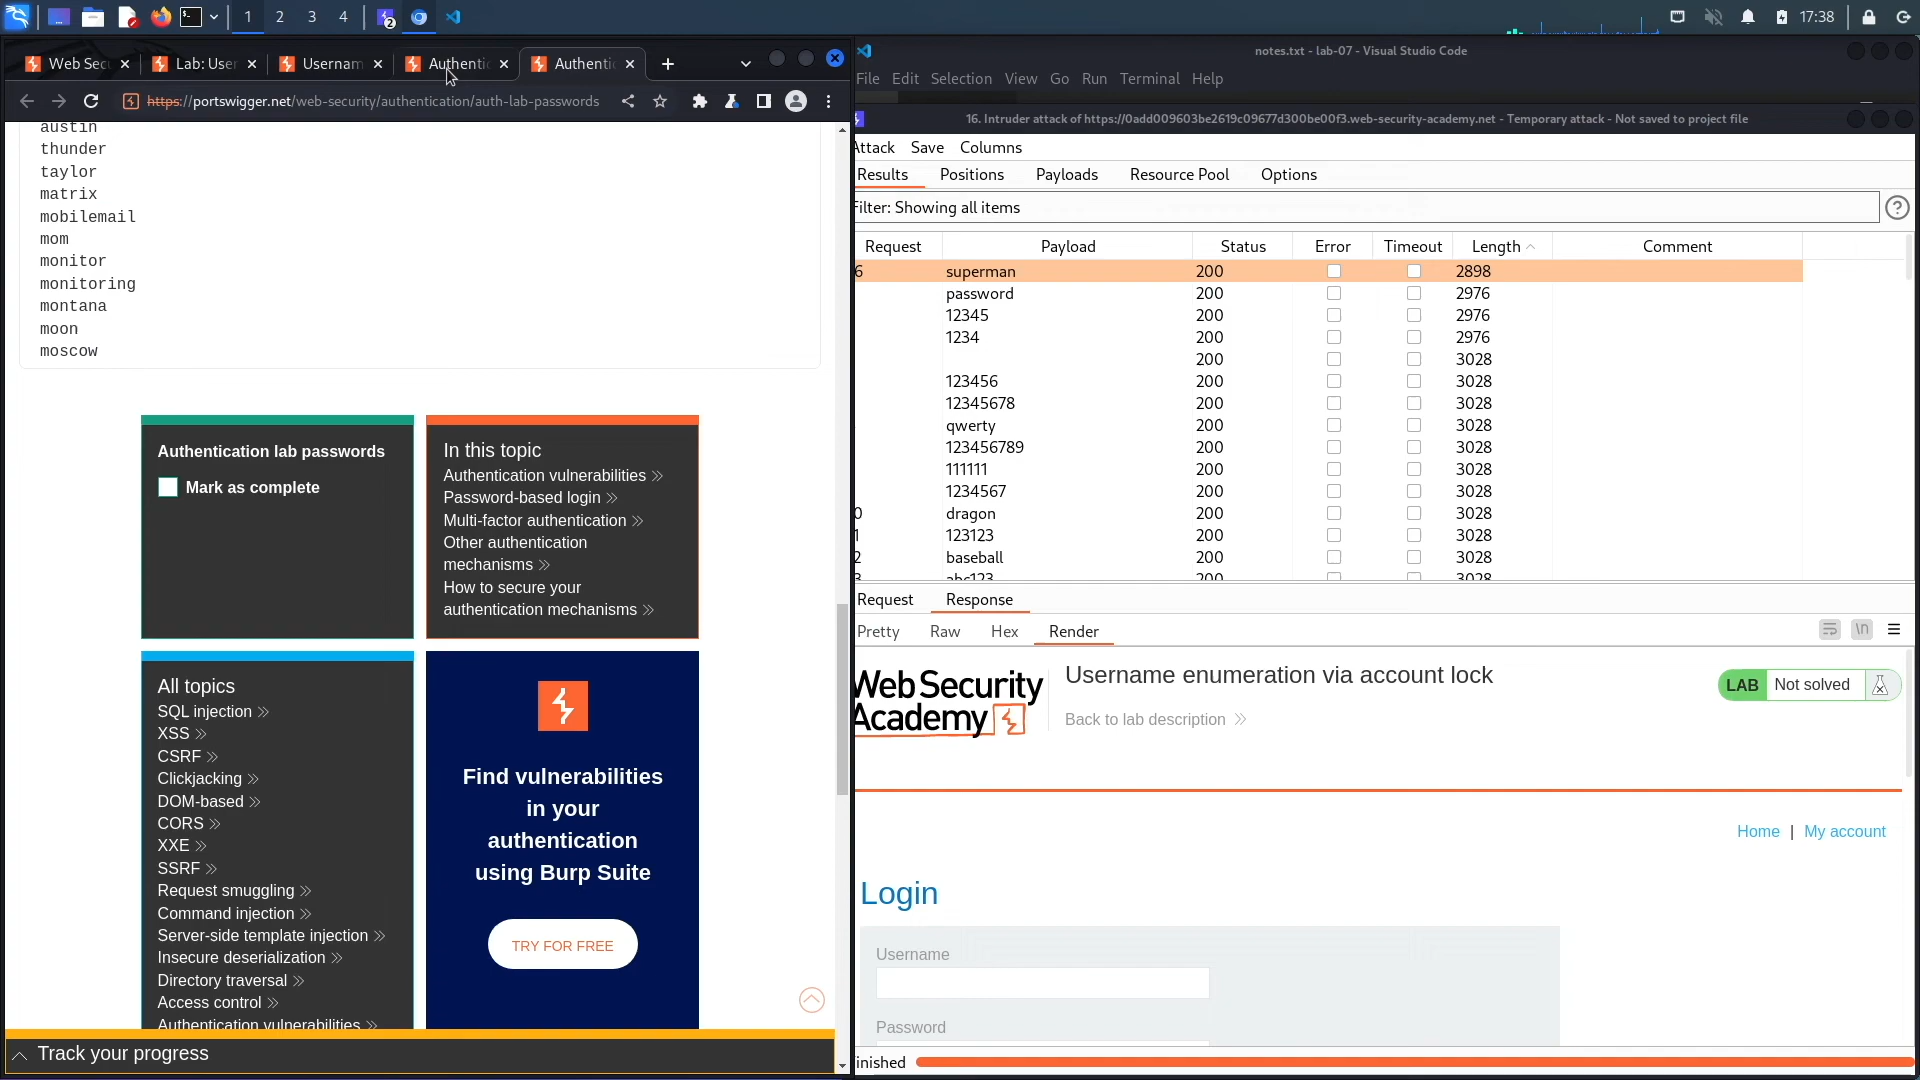 1 2 3 4 2 17:38
Web Sec Lab: User Usernam Authentic Authentic
https://portswigger.net/web-security/authentication/auth-lab-passwords
austin
thunder
taylor
matrix
mobilemail
mom
monitor
monitoring
montana
moon
moscow
Authentication lab passwords
Mark as complete
In this topic
Authentication vulnerabilities
Password-based login
Multi-factor authentication
Other authentication
mechanisms
How to secure your
authentication mechanisms
All topics
SQL injection
XSS
CSRF
Clickjacking
DOM-based
CORS
XXE
SSRF
Request smuggling
Command injection
Server-side template injection
Insecure deserialization
Directory traversal
Access control
Authentication vulnerabilities
Find vulnerabilities
in your
authentication
using Burp Suite
TRY FOR FREE
Track your progress
notes.txt - lab-07 - Visual Studio Code
File Edit Selection View Go Run Terminal Help
16. Intruder attack of https://0add009603be2619c09677d300be00f3.web-security-academy.net - Temporary attack - Not saved to project file
Attack Save Columns
Results Positions Payloads Resource Pool Options
Filter: Showing all items
Request Payload Status Error Timeout Length Comment
6 superman 200 2898
password 200 2976
12345 200 2976
1234 200 2976
200 3028
123456 200 3028
12345678 200 3028
qwerty 200 3028
123456789 200 3028
111111 200 3028
1234567 200 3028
0 dragon 200 3028
1 123123 200 3028
2 baseball 200 3028
3 abc123 200 3028
Request Response
Pretty Raw Hex Render
\n
Web Security
Academy
Username enumeration via account lock
Back to lab description
LAB Not solved
Home | My account
Login
Username
Password
inished